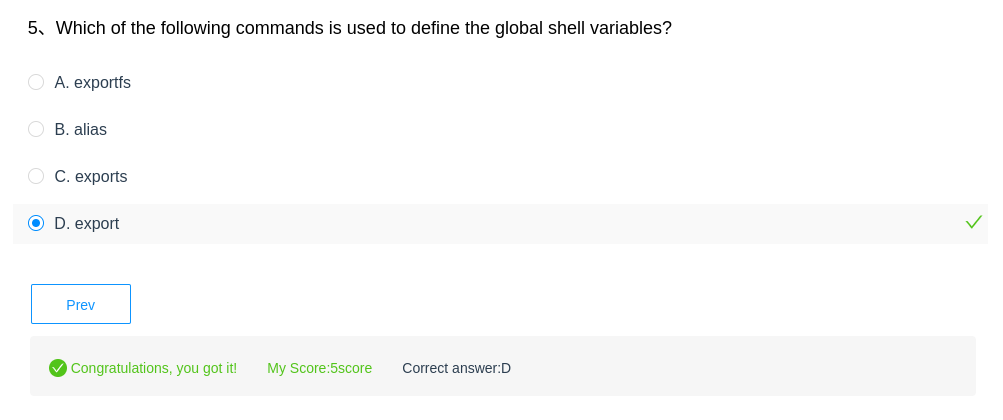 5、Which of the following commands is used to define the global shell variables?
A. exportfs
B. alias
C. exports
D. export
Prev
Congratulations, you got it! My Score:5score Correct answer:D